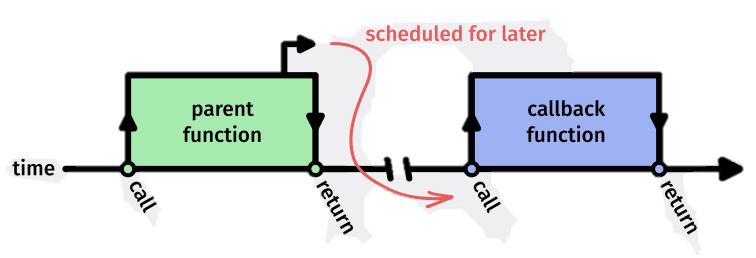 scheduled for later
parent
function
callback
function
time
call
return
call
return